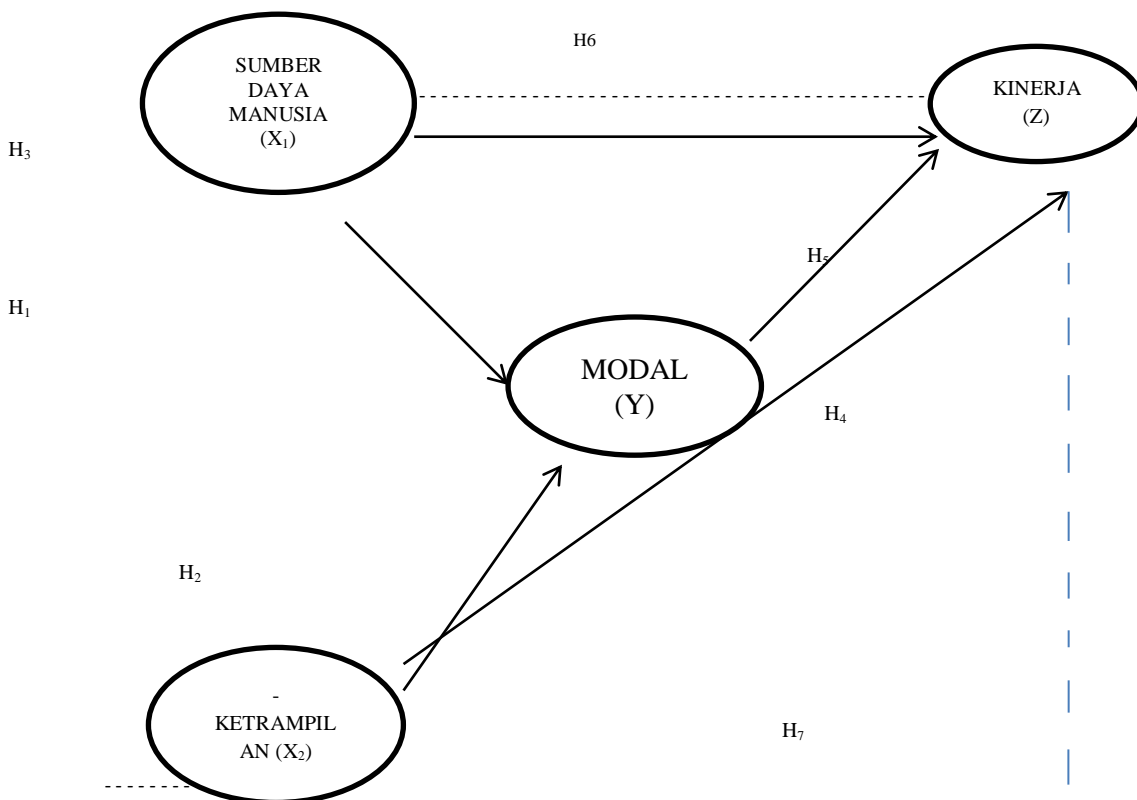 H6
SUMBER
DAYA
MANUSIA
(X₁)
KINERJA
(Z)
H₃
H₅
H₁
MODAL
(Y)
H₄
H₂
-
KETRAMPIL
AN (X₂)
H₇